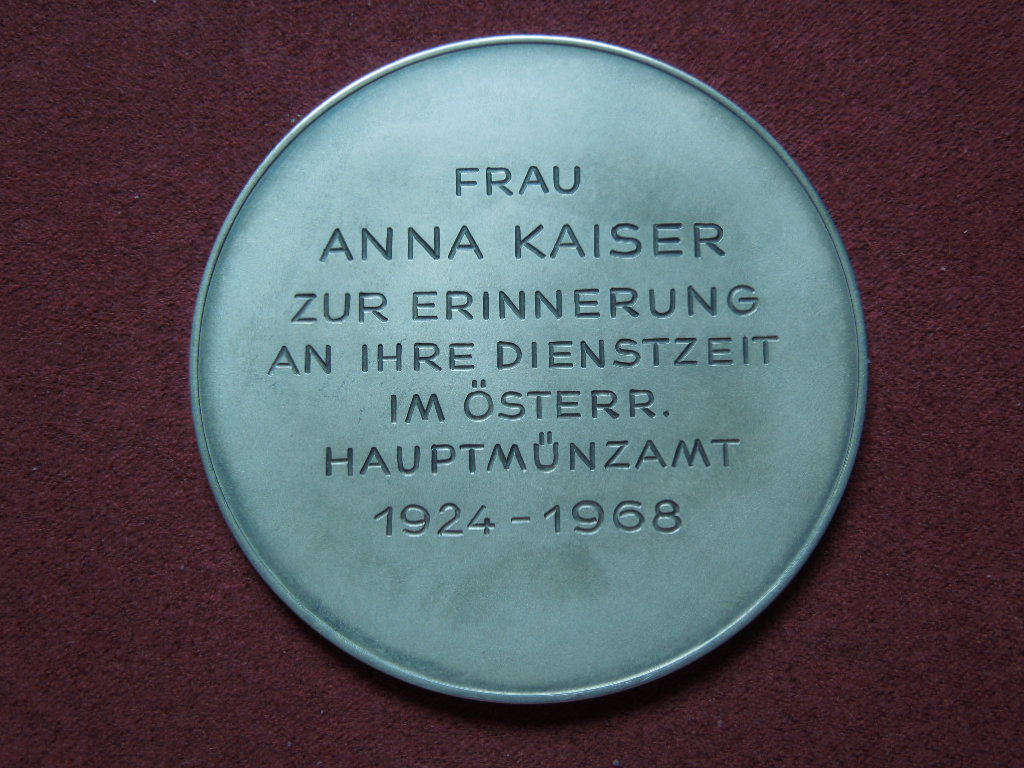 FRAU
ANNA KAISER
ZUR ERINNERUNG
AN IHRE DIENSTZEIT
IM ÖSTERR.
HAUPTMÜNZAMT
1924-1968